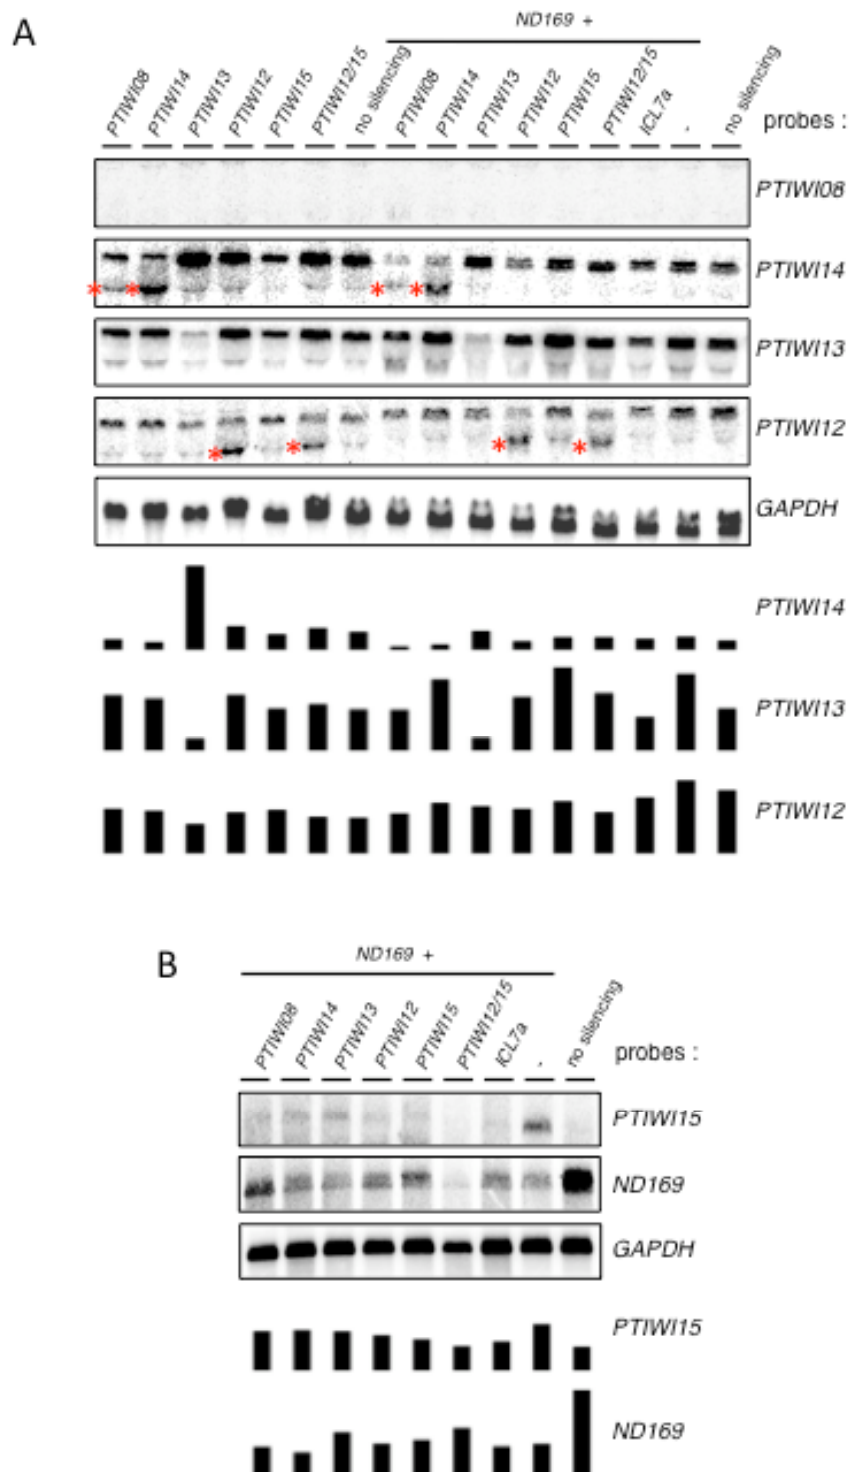 A
ND169 +
PTIWI08
PTIWI14
PTIWI13
PTIWI12
PTIWI15
PTIWI12/15
no silencing
PTIWI08
PTIWI14
PTIWI13
PTIWI12
PTIWI15
PTIWI12/15
ICL7a
-
no silencing
probes :
PTIWI08
* * * * PTIWI14
PTIWI13
* * * * PTIWI12
GAPDH
PTIWI14
PTIWI13
PTIWI12
B
ND169 +
PTIWI08
PTIWI14
PTIWI13
PTIWI12
PTIWI15
PTIWI12/15
ICL7a
-
no silencing
probes :
PTIWI15
ND169
GAPDH
PTIWI15
ND169